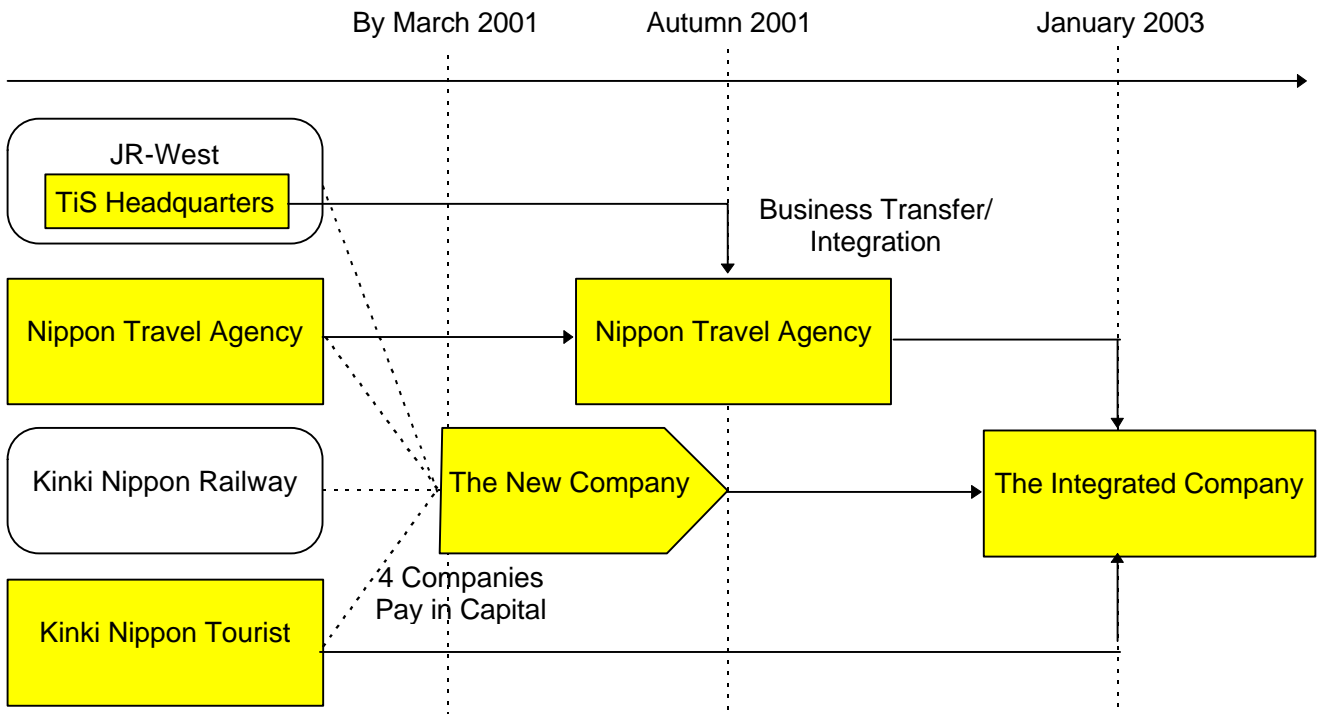 By March 2001
Autumn 2001
January 2003
JR-West
TiS Headquarters
Business Transfer/
Integration
Nippon Travel Agency
Nippon Travel Agency
Kinki Nippon Railway
The New Company
The Integrated Company
4 Companies
Pay in Capital
Kinki Nippon Tourist